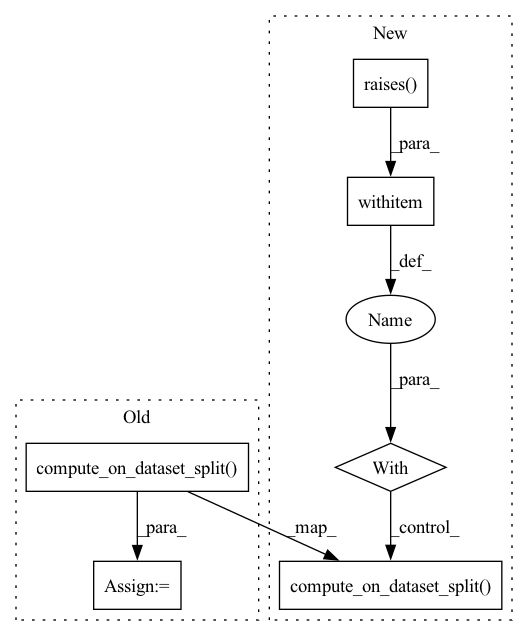 New
raises()
_para_
withitem
_def_
Name
_para_
Old
compute_on_dataset_split()
With
_para_
_map_
_control_
Assign:=
compute_on_dataset_split()